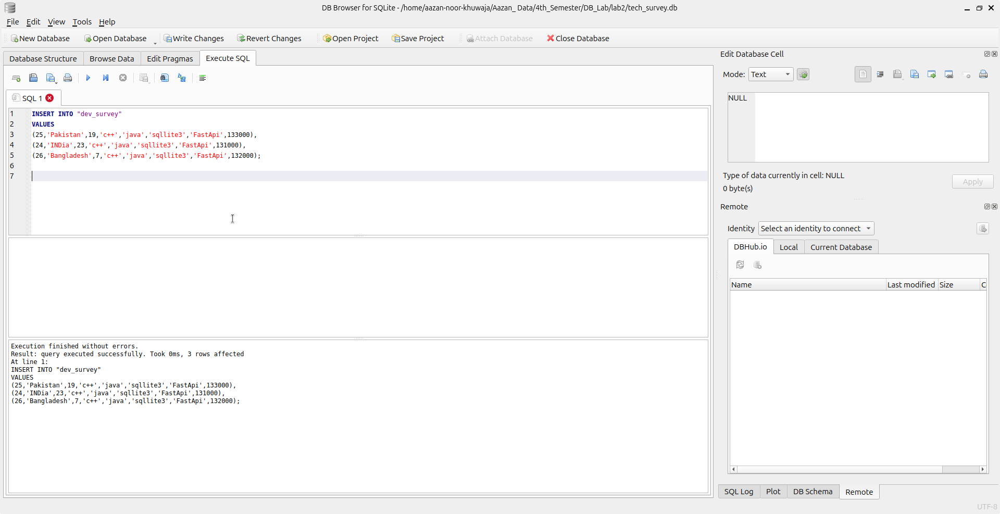 DB Browser for SQLite - /home/aazan-noor-khuwaja/Aazan_ Data/4th_Semester/DB_Lab/lab2/tech_survey.db
File Edit View Tools Help
New Database Open Database Write Changes Revert Changes Open Project Save Project Attach Database Close Database
Database Structure Browse Data Edit Pragmas Execute SQL
SQL 1
1 INSERT INTO "dev_survey"
2 VALUES
3 (25,'Pakistan',19,'c++','java','sqllite3','FastApi',133000),
4 (24,'INDia',23,'c++','java','sqllite3','FastApi',131000),
5 (26,'Bangladesh',7,'c++','java','sqllite3','FastApi',132000);
6
7
Execution finished without errors.
Result: query executed successfully. Took 0ms, 3 rows affected
At line 1:
INSERT INTO "dev_survey"
VALUES
(25,'Pakistan',19,'c++','java','sqllite3','FastApi',133000),
(24,'INDia',23,'c++','java','sqllite3','FastApi',131000),
(26,'Bangladesh',7,'c++','java','sqllite3','FastApi',132000);
Edit Database Cell
Mode: Text
NULL
Type of data currently in cell: NULL
0 byte(s)
Apply
Remote
Identity Select an identity to connect
DBHub.io Local Current Database
Name Last modified Size C
SQL Log Plot DB Schema Remote
UTF-8